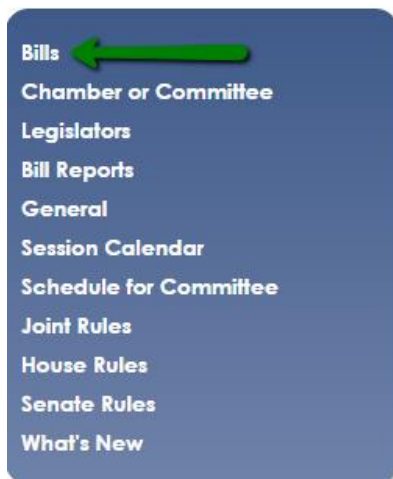 Bills
Chamber or Committee
Legislators
Bill Reports
General
Session Calendar
Schedule for Committee
Joint Rules
House Rules
Senate Rules
What's New